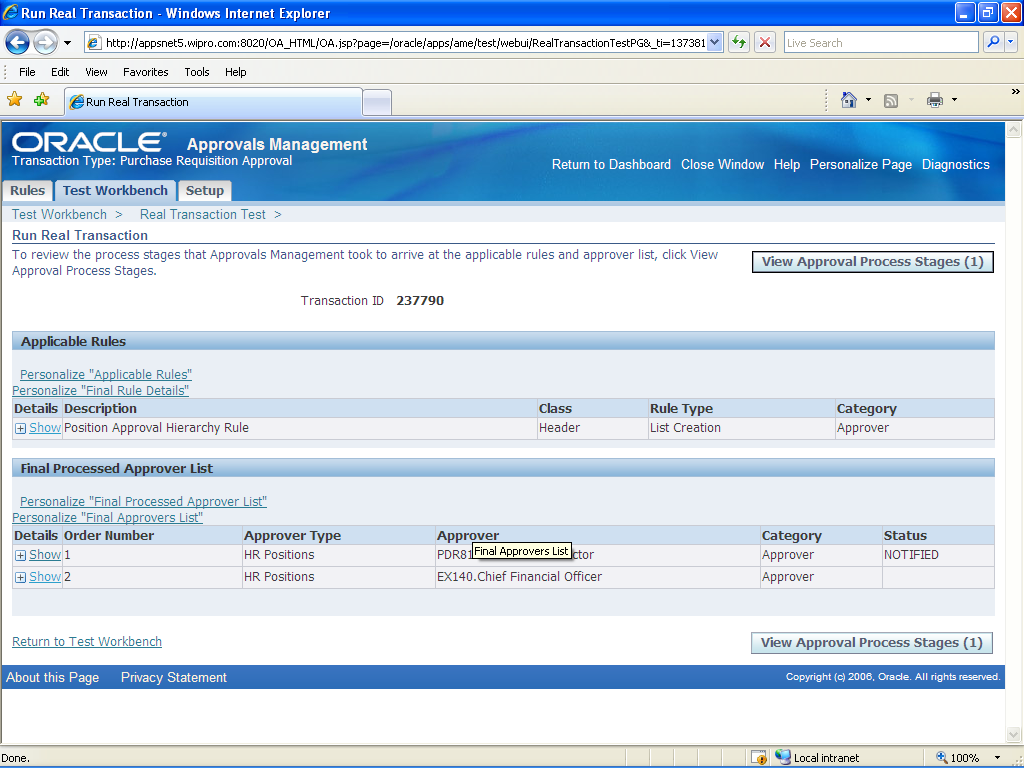 Run Real Transaction - Windows Internet Explorer
http://appsnet5.wipro.com:8020/OA_HTML/OA.jsp?page=/oracle/apps/ame/test/webui/RealTransactionTestPG&_ti=137381
Live Search
File Edit View Favorites Tools Help
Run Real Transaction
ORACLE® Approvals Management
Transaction Type: Purchase Requisition Approval
Return to Dashboard Close Window Help Personalize Page Diagnostics
Rules Test Workbench Setup
Test Workbench > Real Transaction Test >
Run Real Transaction
To review the process stages that Approvals Management took to arrive at the applicable rules and approver list, click View
Approval Process Stages.
View Approval Process Stages (1)
Transaction ID 237790
Applicable Rules
Personalize "Applicable Rules"
Personalize "Final Rule Details"
Details Description Class Rule Type Category
Show Position Approval Hierarchy Rule Header List Creation Approver
Final Processed Approver List
Personalize "Final Processed Approver List"
Personalize "Final Approvers List"
Details Order Number Approver Type Approver Category Status
Show 1 HR Positions Approver NOTIFIED
Final Approvers List
Show 2 HR Positions EX140.Chief Financial Officer Approver
Return to Test Workbench
View Approval Process Stages (1)
About this Page Privacy Statement
Copyright (c) 2006, Oracle. All rights reserved.
Done. Local intranet 100%